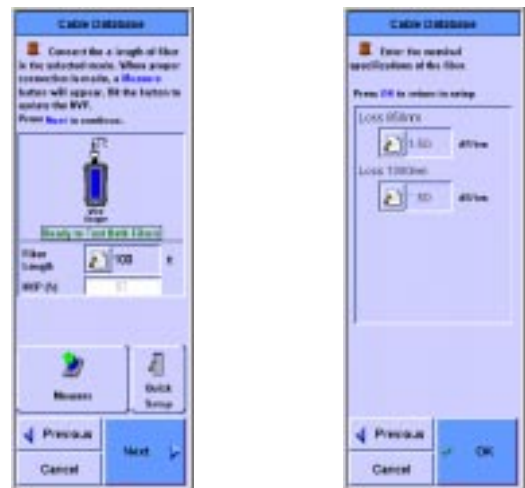 Cable Database
Connect the a length of fiber
in the selected mode. When proper
connection is made, a Measure
button will appear. Hit the button to
update the NVP.
Press Next to continue.
Ready to Test Both Fibers
Fiber
Length
100
ft
NVP (%)
Measure
Quick
Setup
Previous
Next
Cancel
Cable Database
Enter the nominal
specifications of the fiber.
Press OK to return to setup
Loss 850nm
dB/km
Loss 1300nm
dB/km
Previous
OK
Cancel